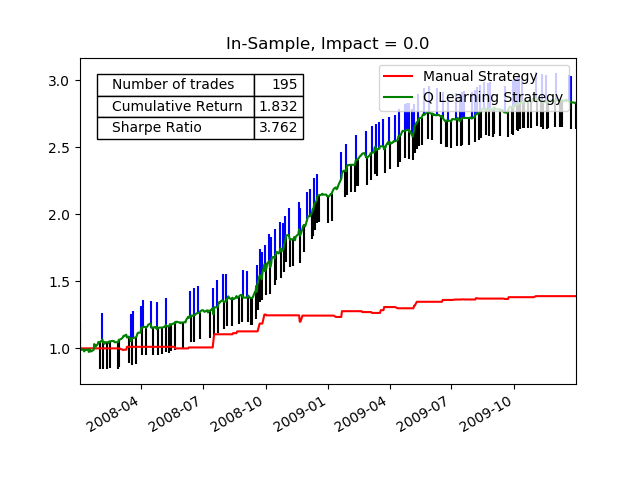 In-Sample, Impact = 0.0
Number of trades 195
Cumulative Return 1.832
Sharpe Ratio 3.762
Manual Strategy
Q Learning Strategy
3.0
2.5
2.0
1.5
1.0
2008-04 2008-07 2008-10 2009-01 2009-04 2009-07 2009-10